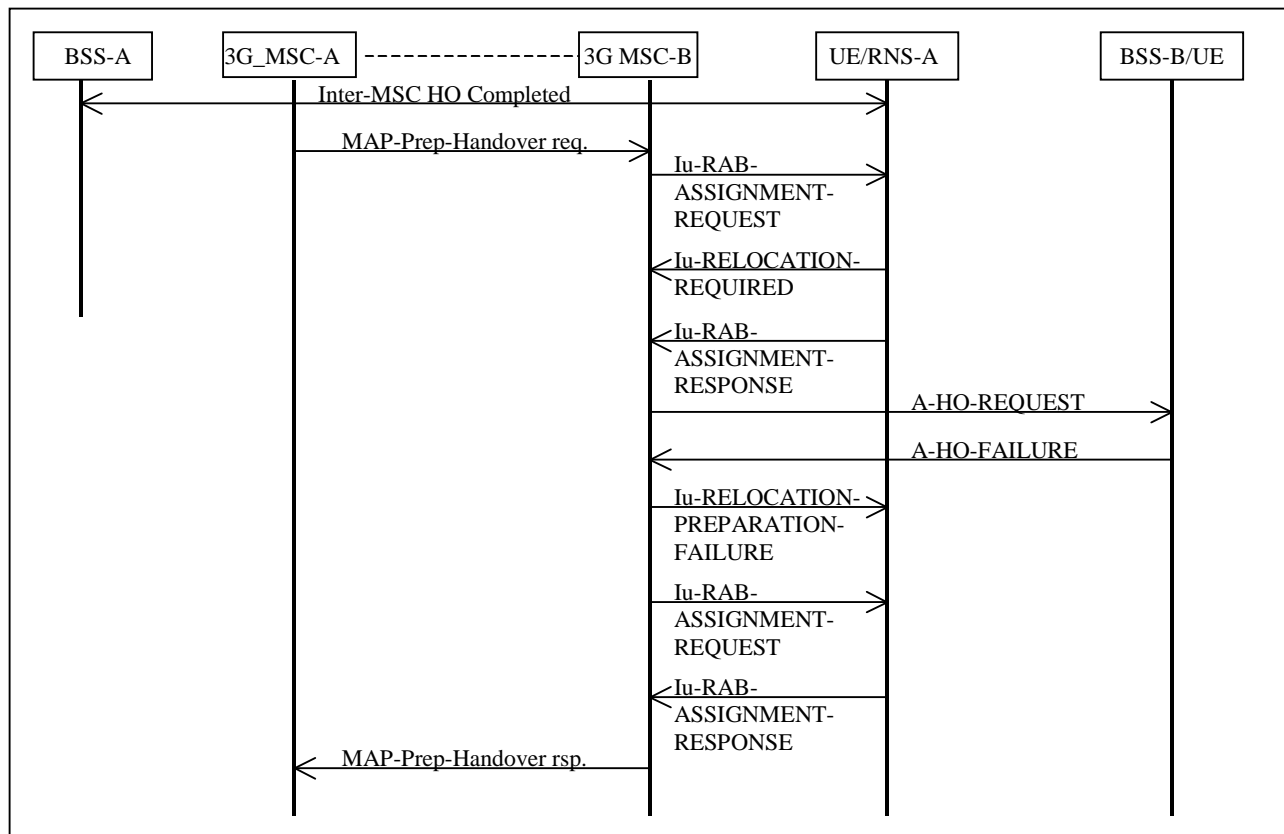 BSS-A
3G_MSC-A
3G MSC-B
UE/RNS-A
BSS-B/UE
Inter-MSC HO Completed
MAP-Prep-Handover req.
Iu-RAB-
ASSIGNMENT-
REQUEST
Iu-RELOCATION-
REQUIRED
Iu-RAB-
ASSIGNMENT-
RESPONSE
A-HO-REQUEST
A-HO-FAILURE
Iu-RELOCATION-
PREPARATION-
FAILURE
Iu-RAB-
ASSIGNMENT-
REQUEST
Iu-RAB-
ASSIGNMENT-
RESPONSE
MAP-Prep-Handover rsp.